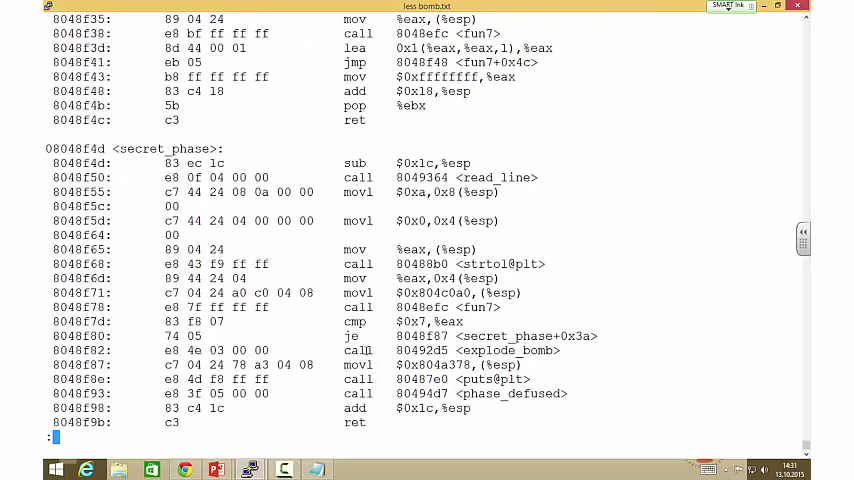 less bomb.txt
SMART Ink
8048f35: 89 04 24 mov %eax,(%esp)
8048f38: e8 bf ff ff ff call 8048efc <fun7>
8048f3d: 8d 44 00 01 lea 0x1(%eax,%eax,1),%eax
8048f41: eb 05 jmp 8048f48 <fun7+0x4c>
8048f43: b8 ff ff ff ff mov $0xffffffff,%eax
8048f48: 83 c4 18 add $0x18,%esp
8048f4b: 5b pop %ebx
8048f4c: c3 ret
08048f4d <secret_phase>:
8048f4d: 83 ec 1c sub $0x1c,%esp
8048f50: e8 0f 04 00 00 call 8049364 <read_line>
8048f55: c7 44 24 08 0a 00 00 movl $0xa,0x8(%esp)
8048f5c: 00
8048f5d: c7 44 24 04 00 00 00 movl $0x0,0x4(%esp)
8048f64: 00
8048f65: 89 04 24 mov %eax,(%esp)
8048f68: e8 43 f9 ff ff call 80488b0 <strtol@plt>
8048f6d: 89 44 24 04 mov %eax,0x4(%esp)
8048f71: c7 04 24 a0 c0 04 08 movl $0x804c0a0,(%esp)
8048f78: e8 7f ff ff ff call 8048efc <fun7>
8048f7d: 83 f8 07 cmp $0x7,%eax
8048f80: 74 05 je 8048f87 <secret_phase+0x3a>
8048f82: e8 4e 03 00 00 call 80492d5 <explode_bomb>
8048f87: c7 04 24 78 a3 04 08 movl $0x804a378,(%esp)
8048f8e: e8 4d f8 ff ff call 80487e0 <puts@plt>
8048f93: e8 3f 05 00 00 call 80494d7 <phase_defused>
8048f98: 83 c4 1c add $0x1c,%esp
8048f9b: c3 ret
:
14:31
13.10.2015